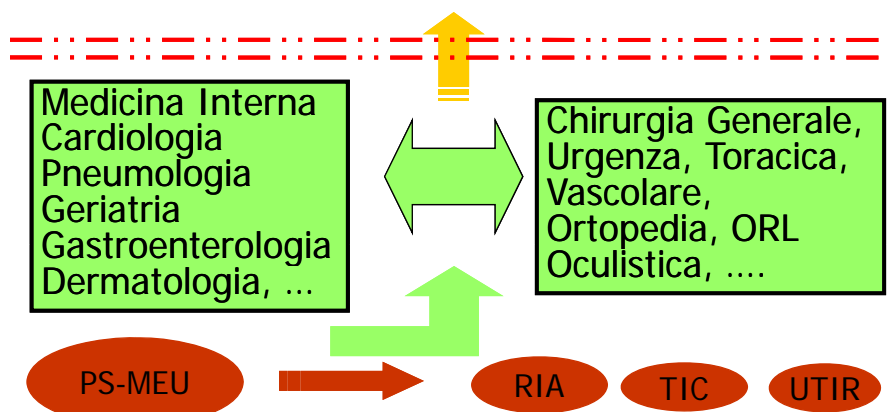 Medicina Interna
Cardiologia
Pneumologia
Geriatria
Gastroenterologia
Dermatologia, ...
Chirurgia Generale,
Urgenza, Toracica,
Vascolare,
Ortopedia, ORL
Oculistica, ....
PS-MEU
RIA
TIC
UTIR